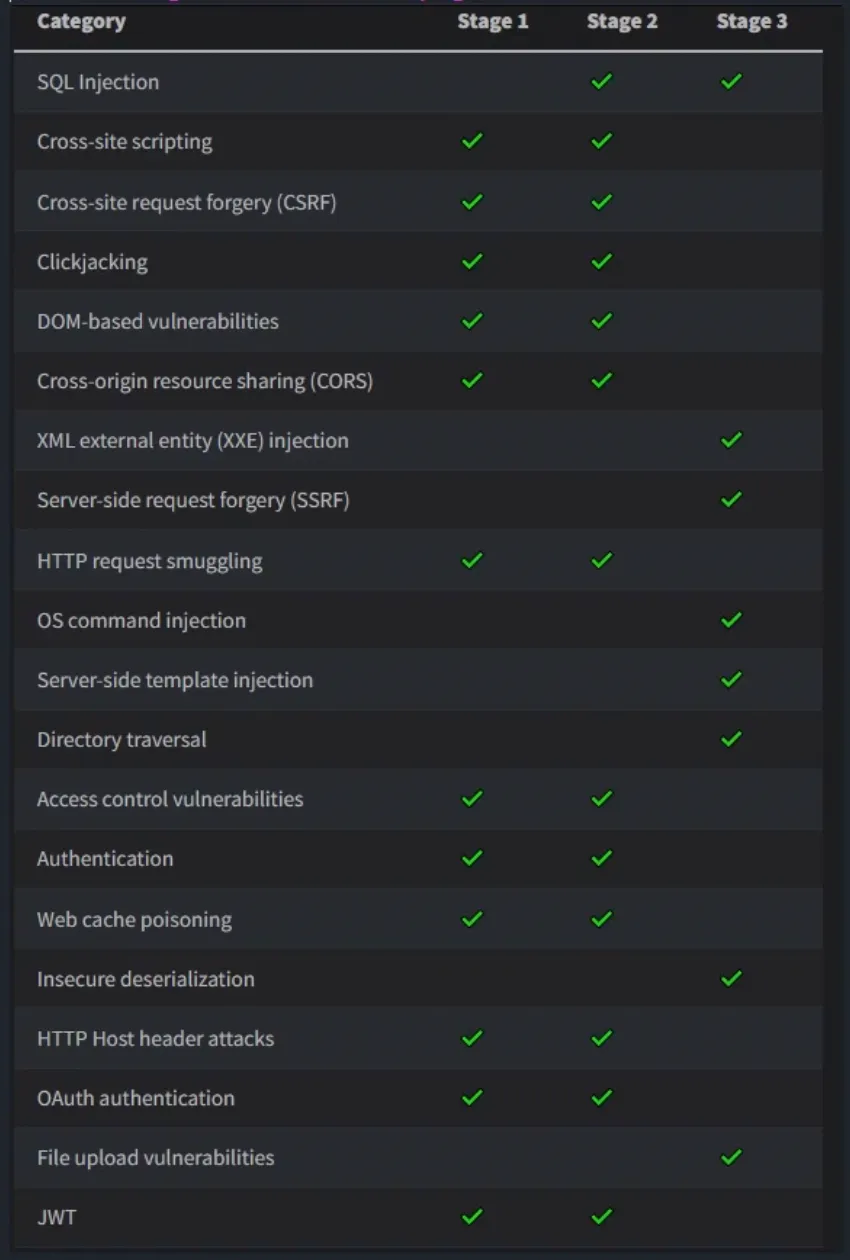 Category Stage 1 Stage 2 Stage 3
SQL Injection ✓ ✓
Cross-site scripting ✓ ✓
Cross-site request forgery (CSRF) ✓ ✓
Clickjacking ✓ ✓
DOM-based vulnerabilities ✓ ✓
Cross-origin resource sharing (CORS) ✓ ✓
XML external entity (XXE) injection ✓
Server-side request forgery (SSRF) ✓
HTTP request smuggling ✓ ✓
OS command injection ✓
Server-side template injection ✓
Directory traversal ✓
Access control vulnerabilities ✓ ✓
Authentication ✓ ✓
Web cache poisoning ✓ ✓
Insecure deserialization ✓
HTTP Host header attacks ✓ ✓
OAuth authentication ✓ ✓
File upload vulnerabilities ✓
JWT ✓ ✓